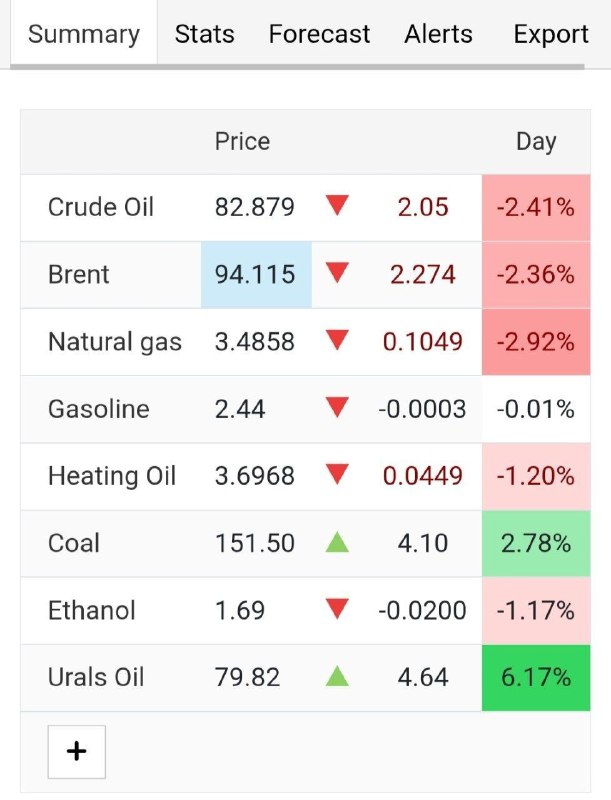 Summary Stats Forecast Alerts Export
Price Day
Crude Oil 82.879 ▼ 2.05 -2.41%
Brent 94.115 ▼ 2.274 -2.36%
Natural gas 3.4858 ▼ 0.1049 -2.92%
Gasoline 2.44 ▼ -0.0003 -0.01%
Heating Oil 3.6968 ▼ 0.0449 -1.20%
Coal 151.50 ▲ 4.10 2.78%
Ethanol 1.69 ▼ -0.0200 -1.17%
Urals Oil 79.82 ▲ 4.64 6.17%
+